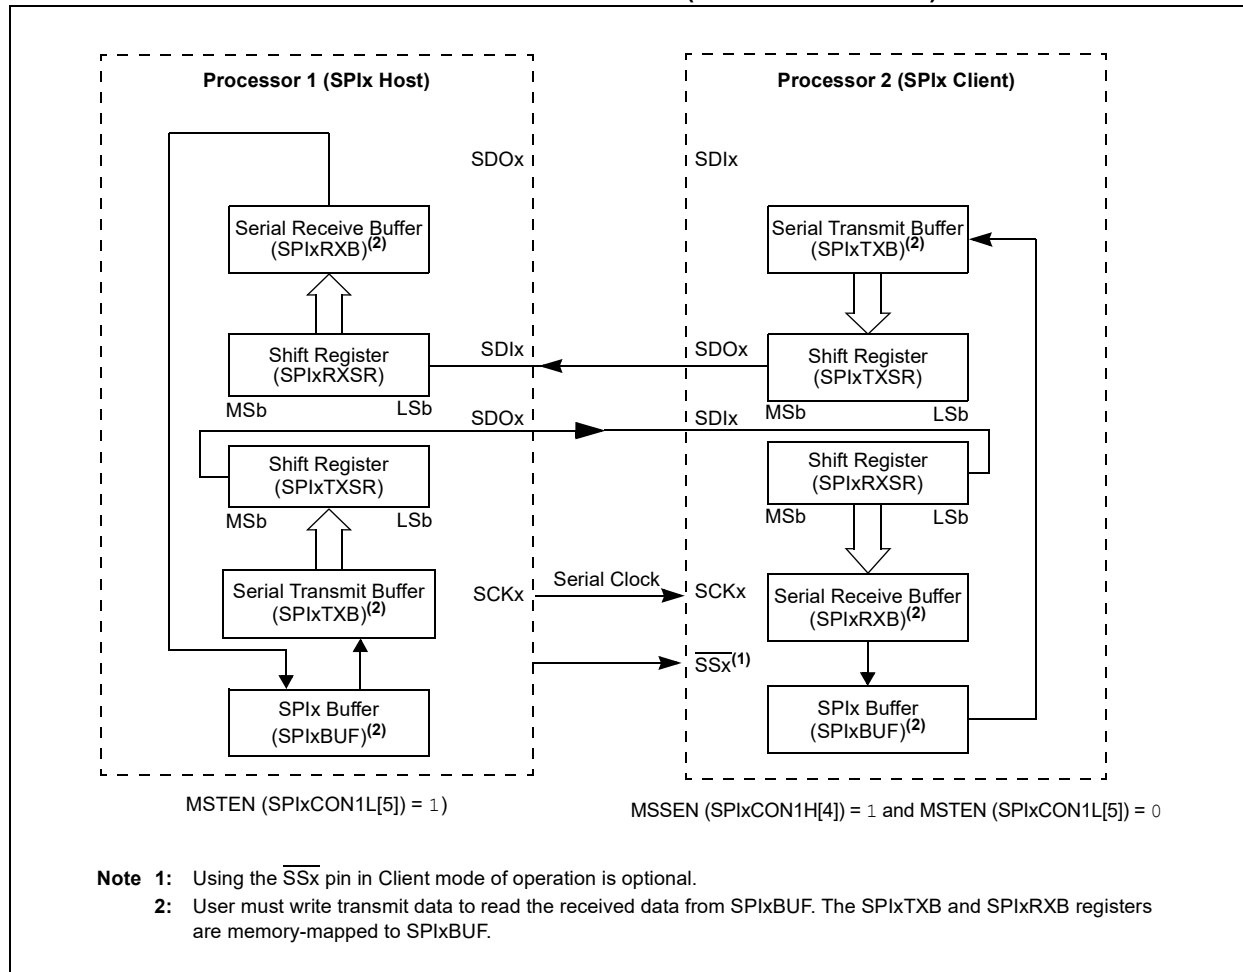 Processor 1 (SPIx Host)
Processor 2 (SPIx Client)
SDOx
SDIx
Serial Receive Buffer
(SPIxRXB)(2)
Serial Transmit Buffer
(SPIxTXB)(2)
Shift Register
(SPIxRXSR)
SDIx
SDOx
Shift Register
(SPIxTXSR)
MSb
LSb
MSb
LSb
SDOx
SDIx
Shift Register
(SPIxTXSR)
Shift Register
(SPIxRXSR)
MSb
LSb
MSb
LSb
Serial Transmit Buffer
(SPIxTXB)(2)
SCKx
Serial Clock
SCKx
Serial Receive Buffer
(SPIxRXB)(2)
SSx(1)
SPIx Buffer
(SPIxBUF)(2)
SPIx Buffer
(SPIxBUF)(2)
MSTEN (SPIxCON1L[5]) = 1)
MSSEN (SPIxCON1H[4]) = 1 and MSTEN (SPIxCON1L[5]) = 0
Note 1: Using the SSx pin in Client mode of operation is optional.
2: User must write transmit data to read the received data from SPIxBUF. The SPIxTXB and SPIxRXB registers
are memory-mapped to SPIxBUF.